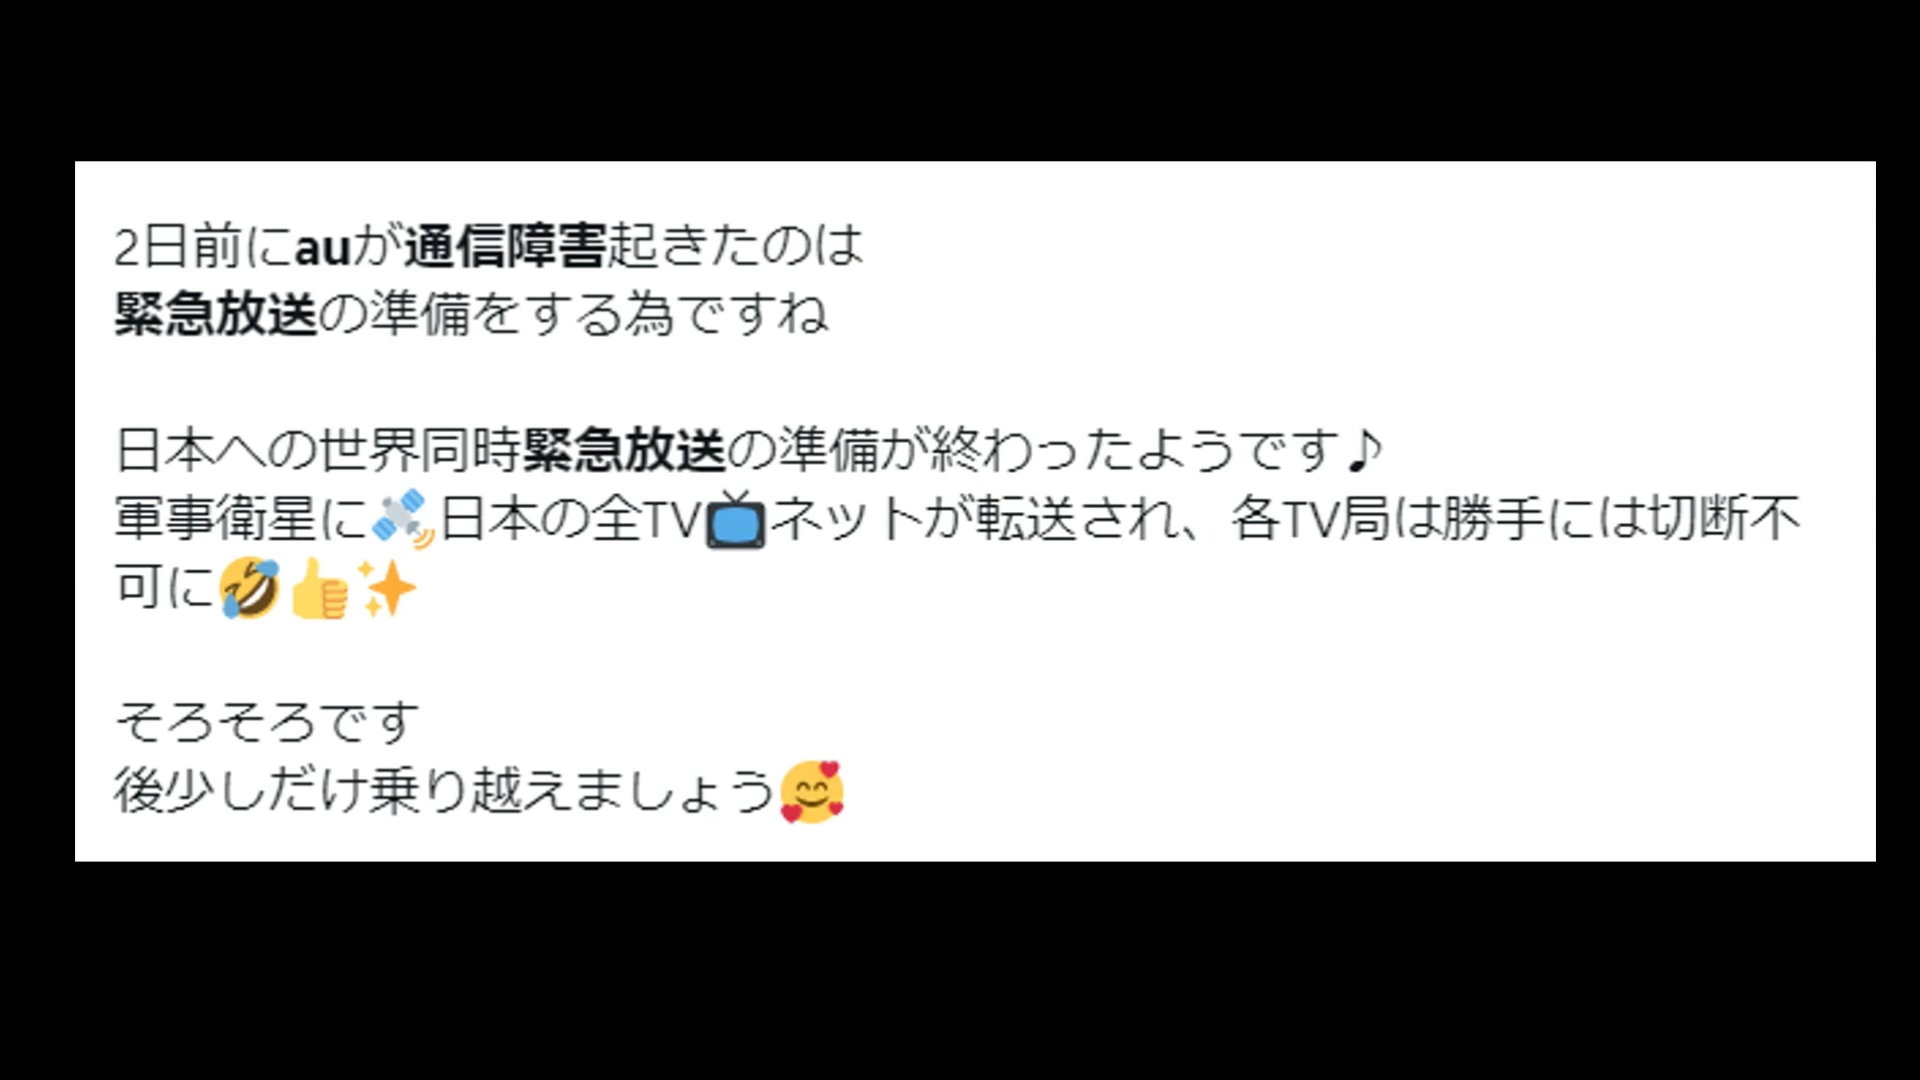 2日前にauが通信障害起きたのは
緊急放送の準備をする為ですね
日本への世界同時緊急放送の準備が終わったようです♪
軍事衛星に🛰️日本の全TV📺ネットが転送され、各TV局は勝手には切断不
可に🤣👍✨
そろそろです
後少しだけ乗り越えましょう🥰